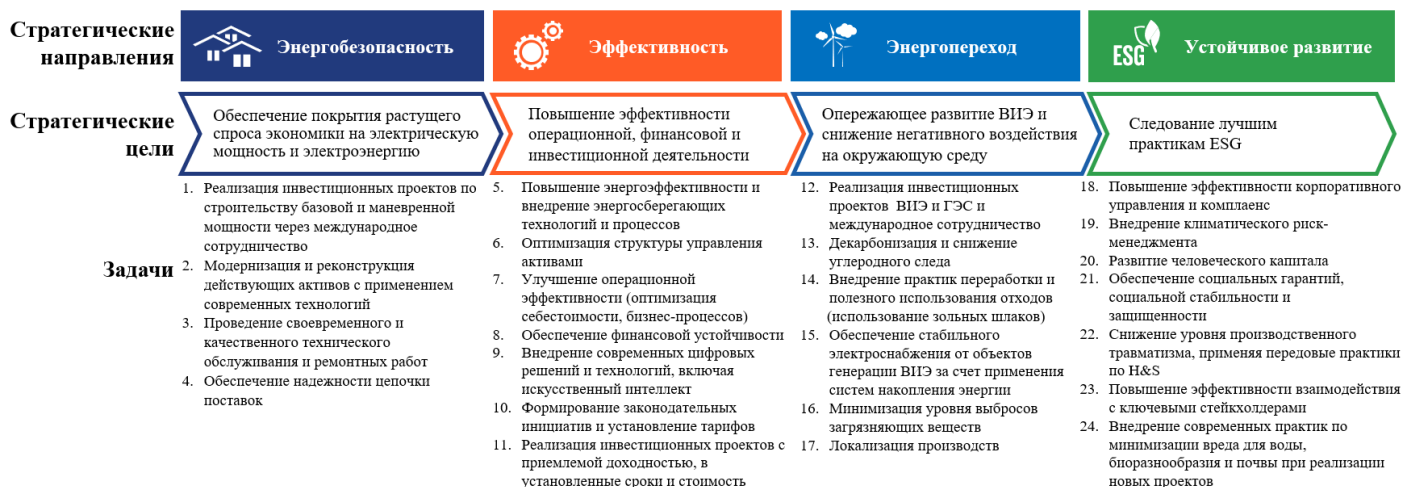 Стратегические
направления
Энергобезопасность
Эффективность
Энергопереход
ESG
Устойчивое развитие
Стратегические
цели
Обеспечение покрытия растущего
спроса экономики на электрическую
мощность и электроэнергию
Повышение эффективности
операционной, финансовой и
инвестиционной деятельности
Опережающее развитие ВИЭ и
снижение негативного воздействия
на окружающую среду
Следование лучшим
практикам ESG
Задачи
1. Реализация инвестиционных проектов по
строительству базовой и маневренной
мощности через международное
сотрудничество
2. Модернизация и реконструкция
действующих активов с применением
современных технологий
3. Проведение своевременного и
качественного технического
обслуживания и ремонтных работ
4. Обеспечение надежности цепочки
поставок
5. Повышение энергоэффективности и
внедрение энергосберегающих
технологий и процессов
6. Оптимизация структуры управления
активами
7. Улучшение операционной
эффективности (оптимизация
себестоимости, бизнес-процессов)
8. Обеспечение финансовой устойчивости
9. Внедрение современных цифровых
решений и технологий, включая
искусственный интеллект
10. Формирование законодательных
инициатив и установление тарифов
11. Реализация инвестиционных проектов с
приемлемой доходностью, в
установленные сроки и стоимость
12. Реализация инвестиционных
проектов ВИЭ и ГЭС и
международное сотрудничество
13. Декарбонизация и снижение
углеродного следа
14. Внедрение практик переработки и
полезного использования отходов
(использование зольных шлаков)
15. Обеспечение стабильного
электроснабжения от объектов
генерации ВИЭ за счет применения
систем накопления энергии
16. Минимизация уровня выбросов
загрязняющих веществ
17. Локализация производств
18. Повышение эффективности корпоративного
управления и комплаенс
19. Внедрение климатического риск-
менеджмента
20. Развитие человеческого капитала
21. Обеспечение социальных гарантий,
социальной стабильности и
защищенности
22. Снижение уровня производственного
травматизма, применяя передовые практики
по H&S
23. Повышение эффективности взаимодействия
с ключевыми стейкхолдерами
24. Внедрение современных практик по
минимизации вреда для воды,
биоразнообразия и почвы при реализации
новых проектов